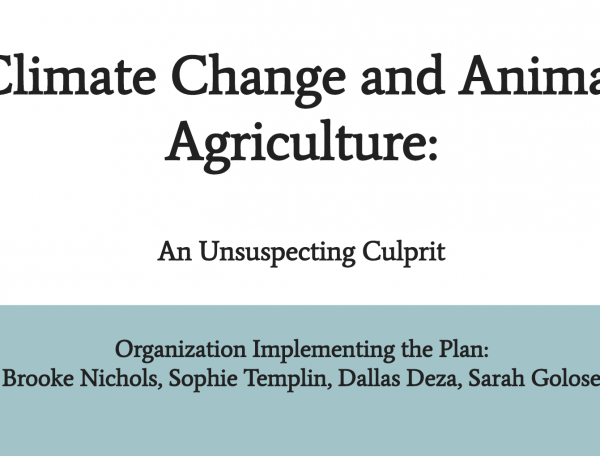 Climate Change and Anima
Agriculture:
An Unsuspecting Culprit
Organization Implementing the Plan:
Brooke Nichols, Sophie Templin, Dallas Deza, Sarah Golose